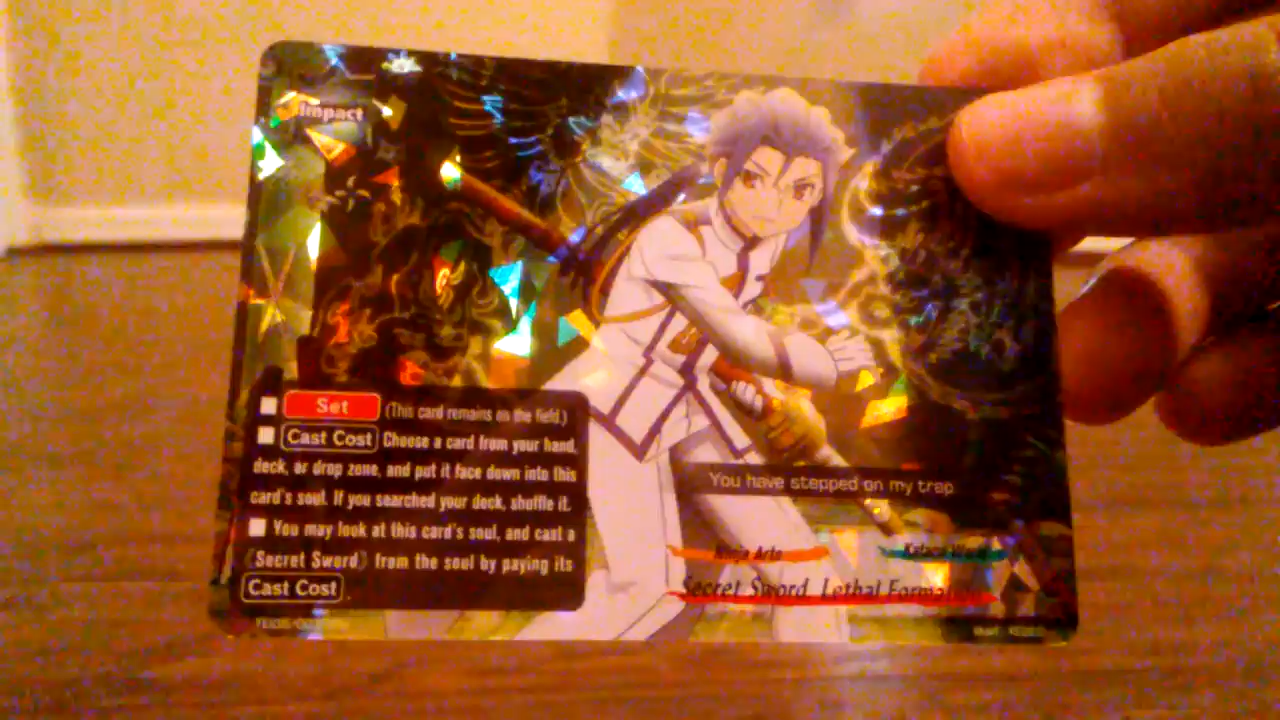 Impact
Set (This card remains on the field.)
Cast Cost Choose a card from your hand,
deck, or drop zone, and put it face down into this
card's soul. If you searched your deck, shuffle it.
You may look at this card's soul, and cast a
《Secret Sword》 from the soul by paying its
Cast Cost.
You have stepped on my trap
Ninja Arts Katana World
Secret Sword, Lethal Formation